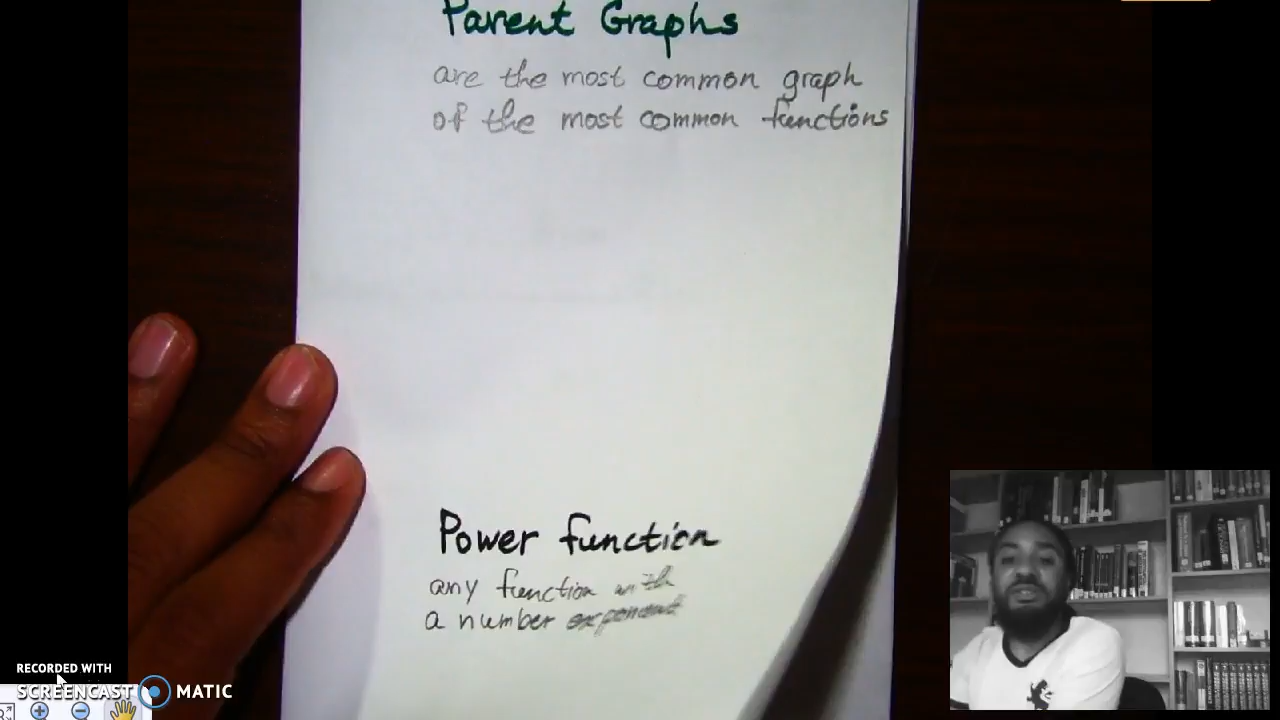 Parent Graphs
are the most common graph
of the most common functions
Power function
any function with
a number exponent
RECORDED WITH
SCREENCAST MATIC